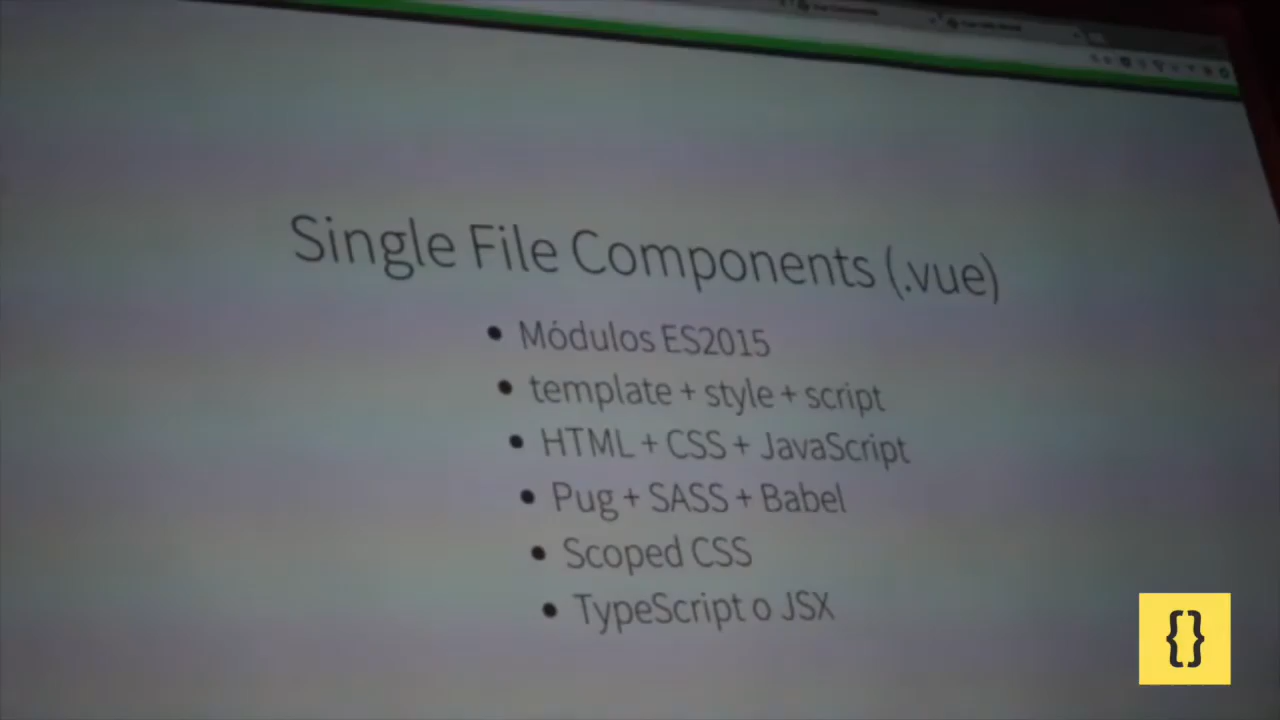 Single File Components (.vue)
• Módulos ES2015
• template + style + script
• HTML + CSS + JavaScript
• Pug + SASS + Babel
• Scoped CSS
• TypeScript o JSX
{}